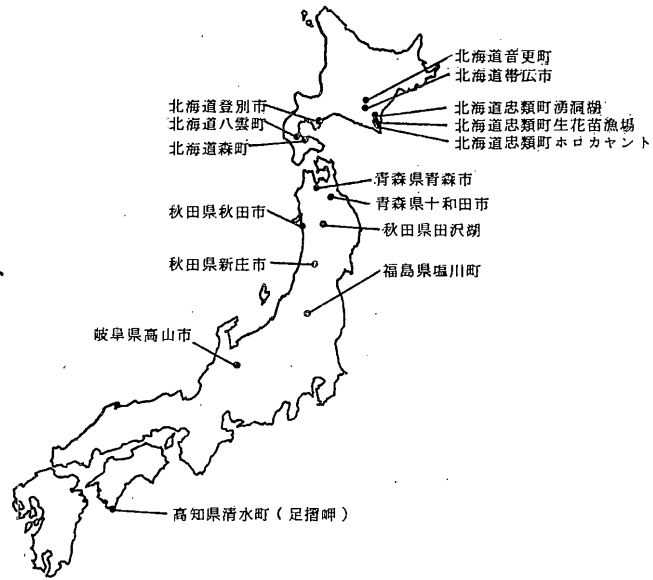 北海道音更町
北海道帯広市
北海道登別市
北海道忠類町湧洞湖
北海道八雲町
北海道忠類町生花苗漁場
北海道森町
北海道忠類町ホロカヤント
青森県青森市
青森県十和田市
秋田県秋田市
秋田県田沢湖
秋田県新庄市
福島県塩川町
岐阜県高山市
高知県清水町(足摺岬)